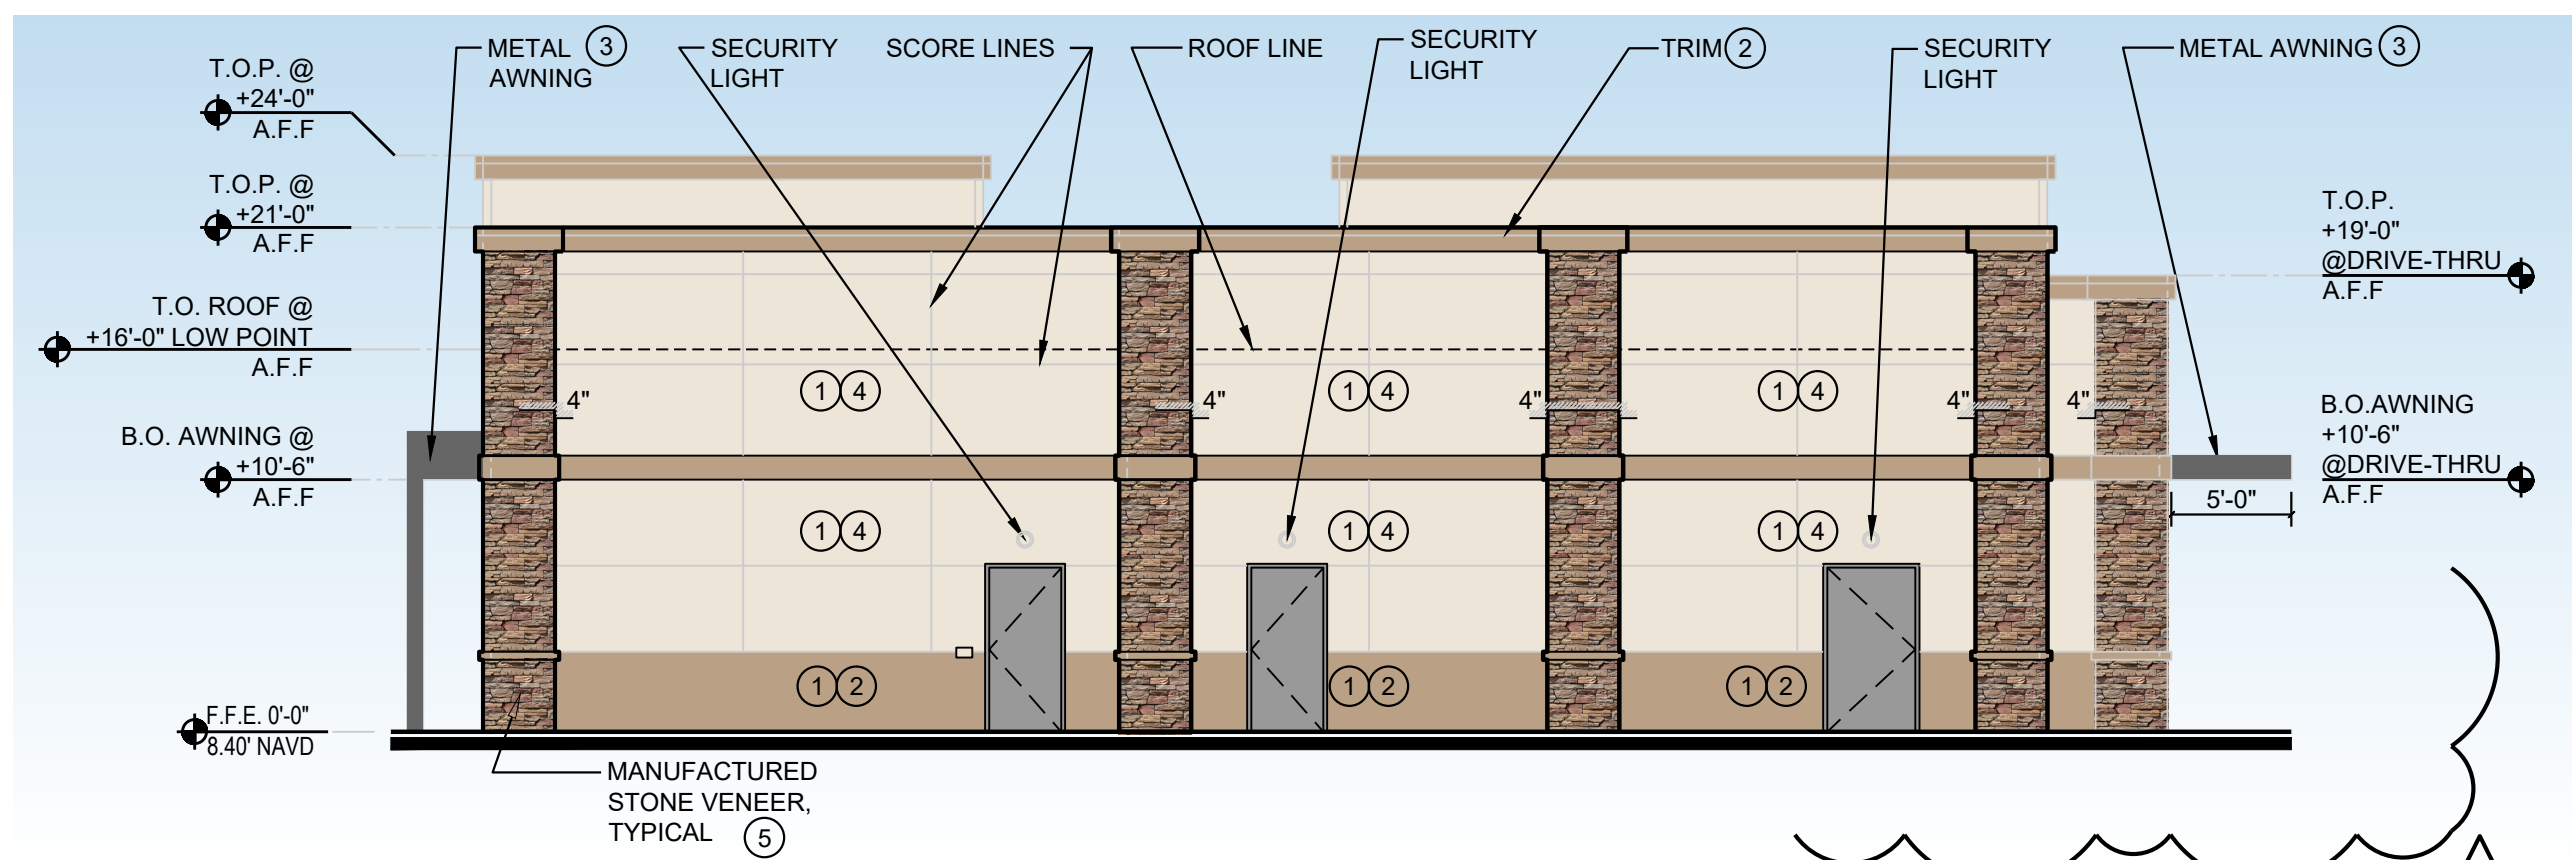 METAL 3
AWNING
SECURITY
LIGHT
SCORE LINES
ROOF LINE
SECURITY
LIGHT
TRIM 2
SECURITY
LIGHT
METAL AWNING 3
T.O.P. @
+24'-0"
A.F.F
T.O.P. @
+21'-0"
A.F.F
T.O. ROOF @
+16'-0" LOW POINT
A.F.F
B.O. AWNING @
+10'-6"
A.F.F
F.F.E. 0'-0"
8.40' NAVD
T.O.P.
+19'-0"
@DRIVE-THRU
A.F.F
B.O.AWNING
+10'-6"
@DRIVE-THRU
A.F.F
5'-0"
1 4
1 4
1 4
4"
4"
4"
4"
4"
1 4
1 4
1 4
1 2
1 2
1 2
MANUFACTURED
STONE VENEER,
TYPICAL 5